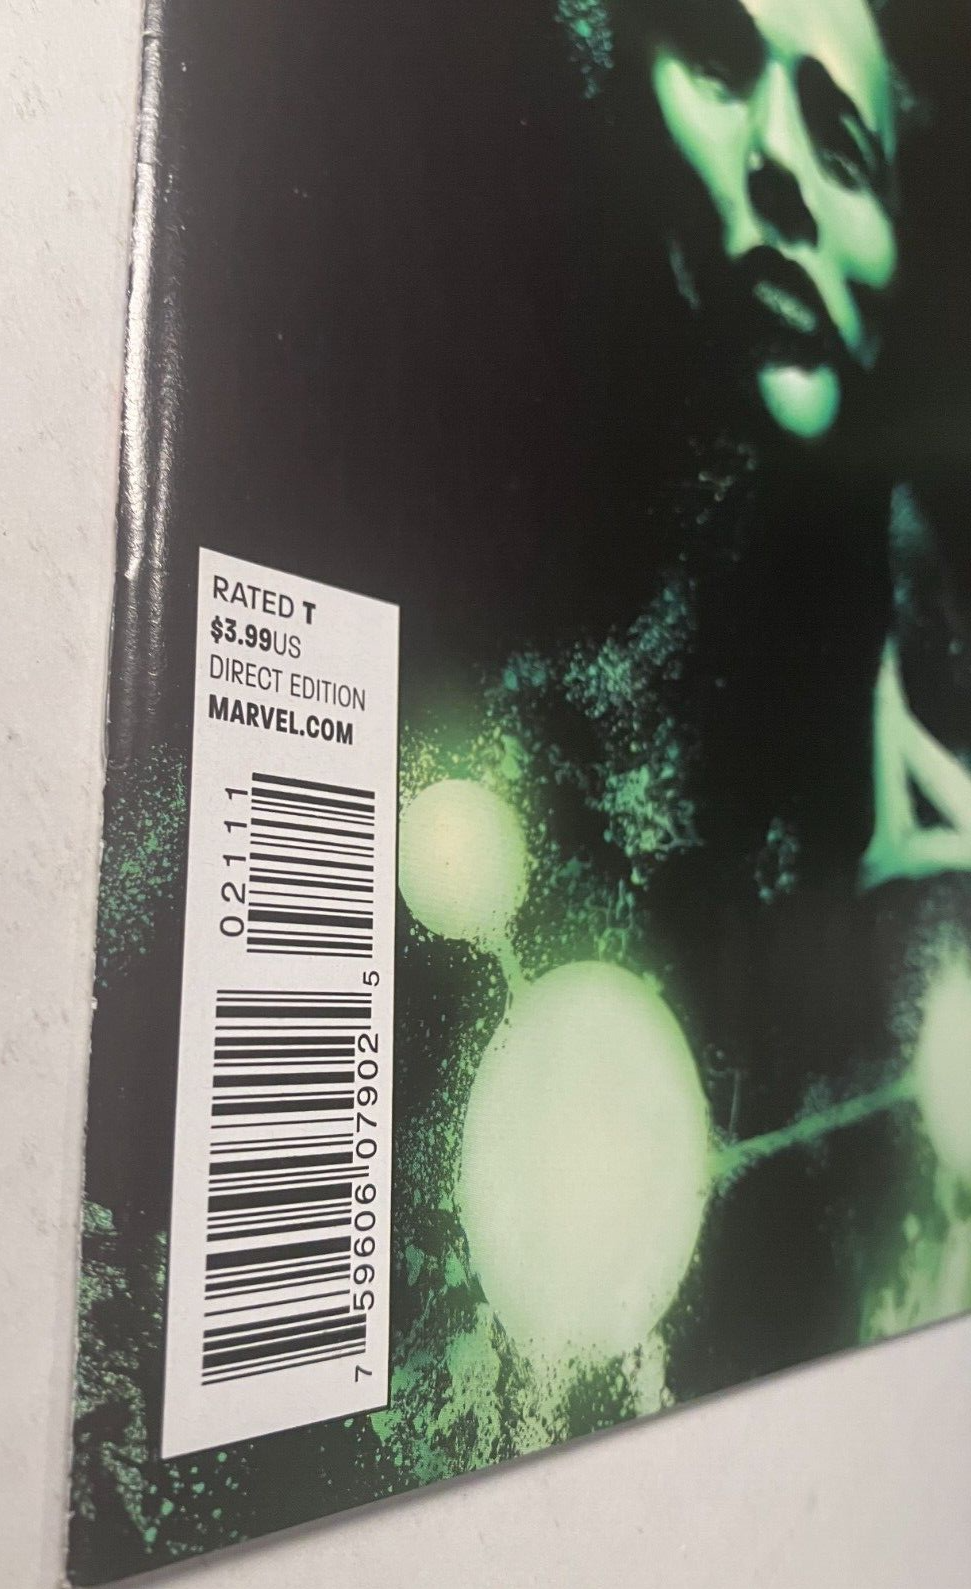 RATED T
$3.99US
DIRECT EDITION
MARVEL.COM
02111
7 59606 07902 5